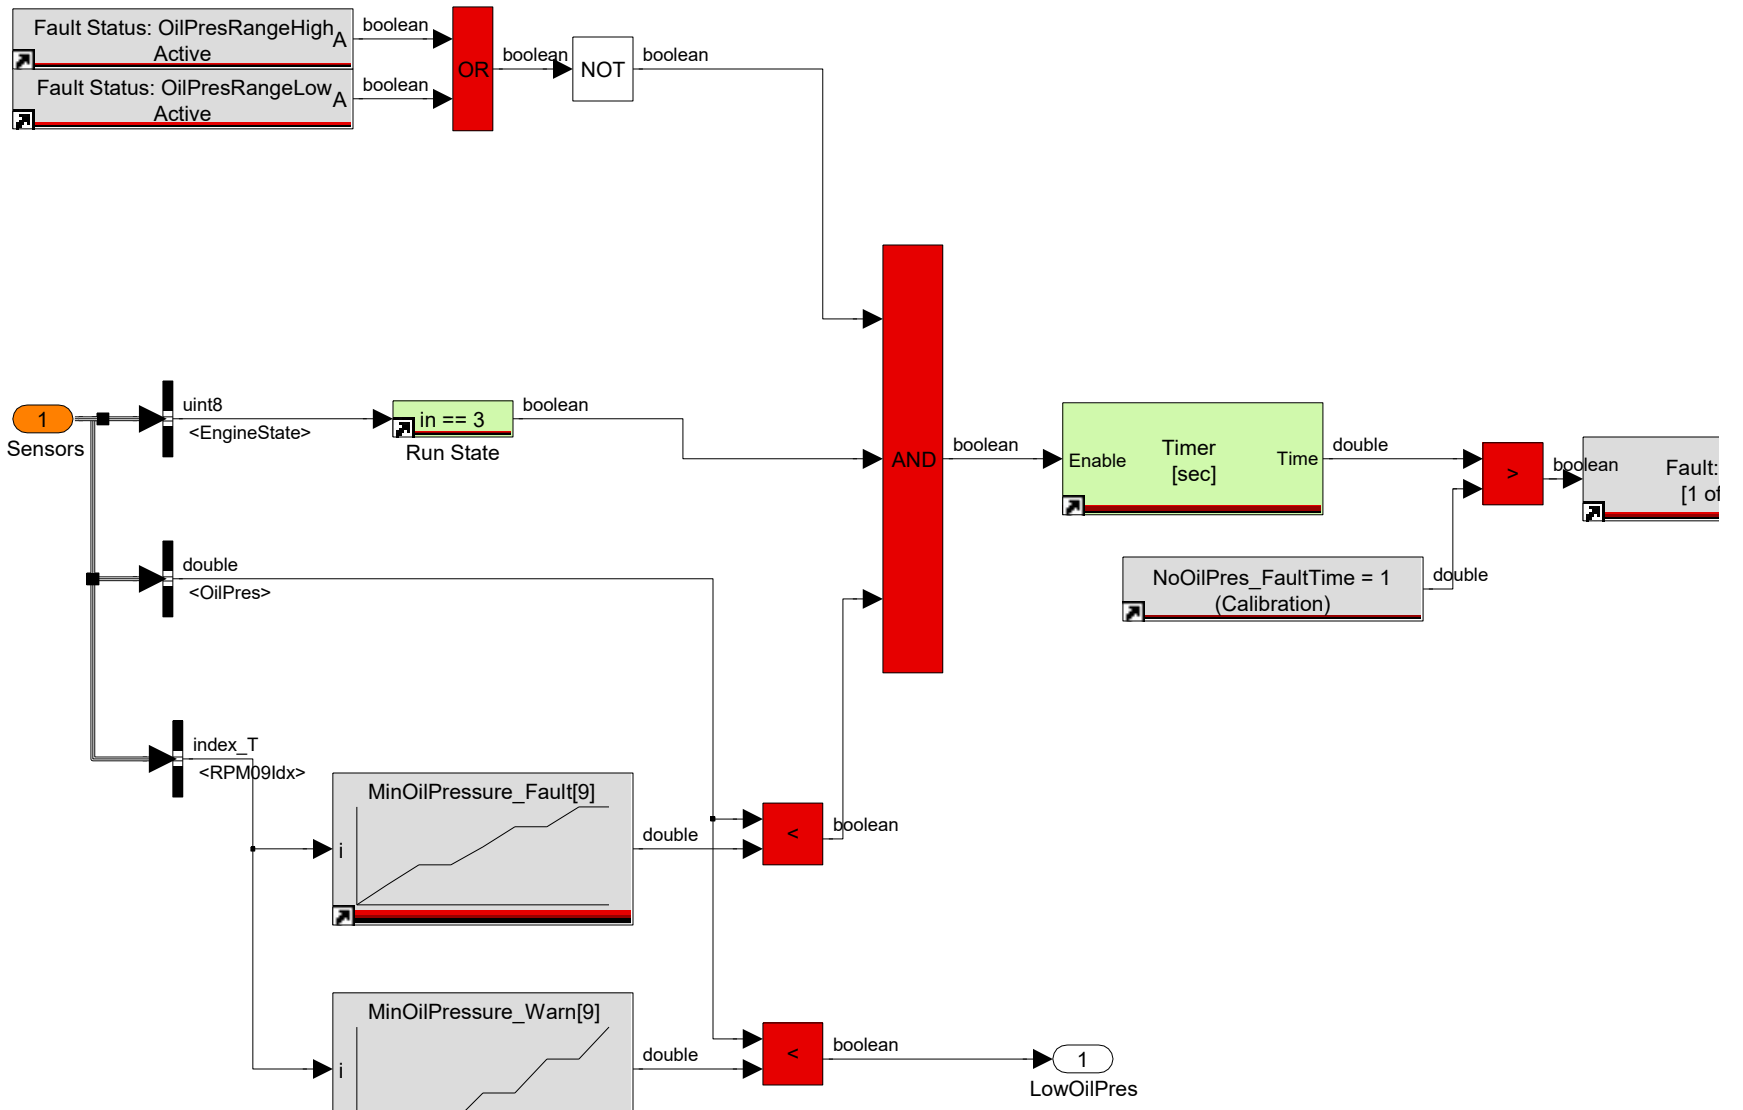 Fault Status: OilPresRangeHigh
Active
A
boolean
Fault Status: OilPresRangeLow
Active
A
boolean
OR
boolean
NOT
boolean
1
Sensors
uint8
<EngineState>
in == 3
Run State
boolean
double
<OilPres>
index_T
<RPM09Idx>
AND
boolean
Enable
Timer
[sec]
Time
double
>
boolean
Fault:
[1 of
NoOilPres_FaultTime = 1
(Calibration)
double
MinOilPressure_Fault[9]
i
double
<
boolean
MinOilPressure_Warn[9]
i
double
<
boolean
1
LowOilPres